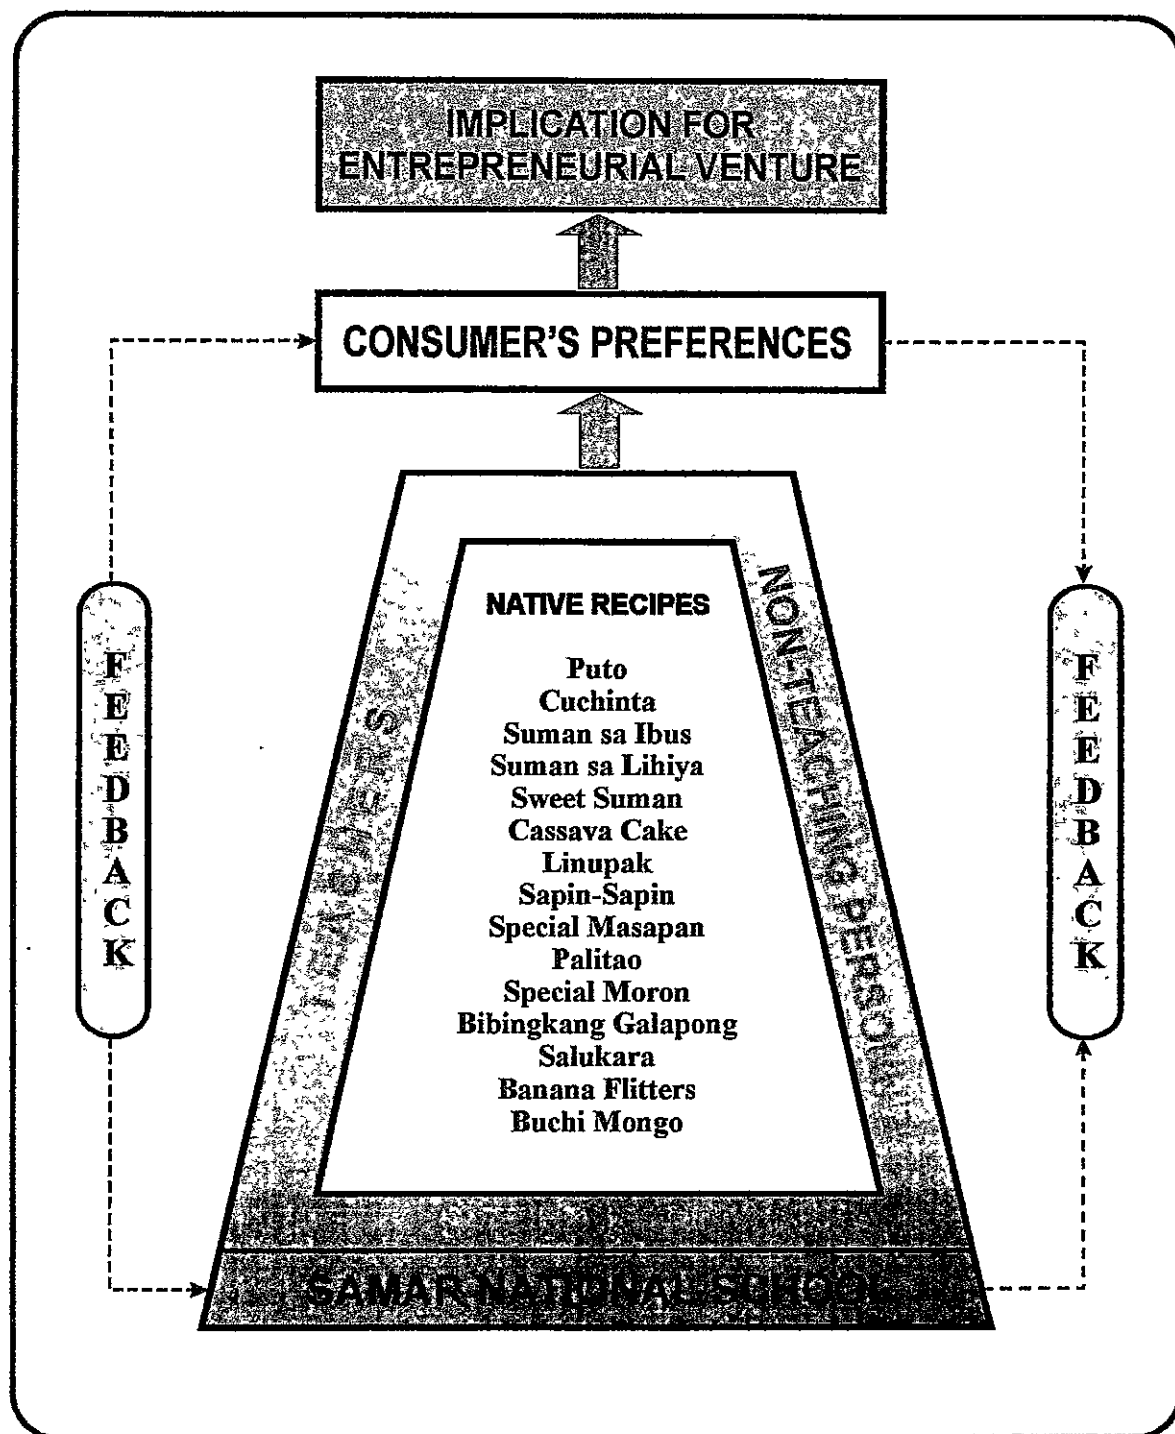 IMPLICATION FOR
ENTREPRENEURIAL VENTURE
CONSUMER'S PREFERENCES
FEEDBACK
NATIVE RECIPES
Puto
Cuchinta
Suman sa Ibus
Suman sa Lihiya
Sweet Suman
Cassava Cake
Linupak
Sapin-Sapin
Special Masapan
Palitao
Special Moron
Bibingkang Galapong
Salukara
Banana Flitters
Buchi Mongo
NON-TEACHING PERSONNEL
FEEDBACK
SAMAR NATIONAL SCHOOL